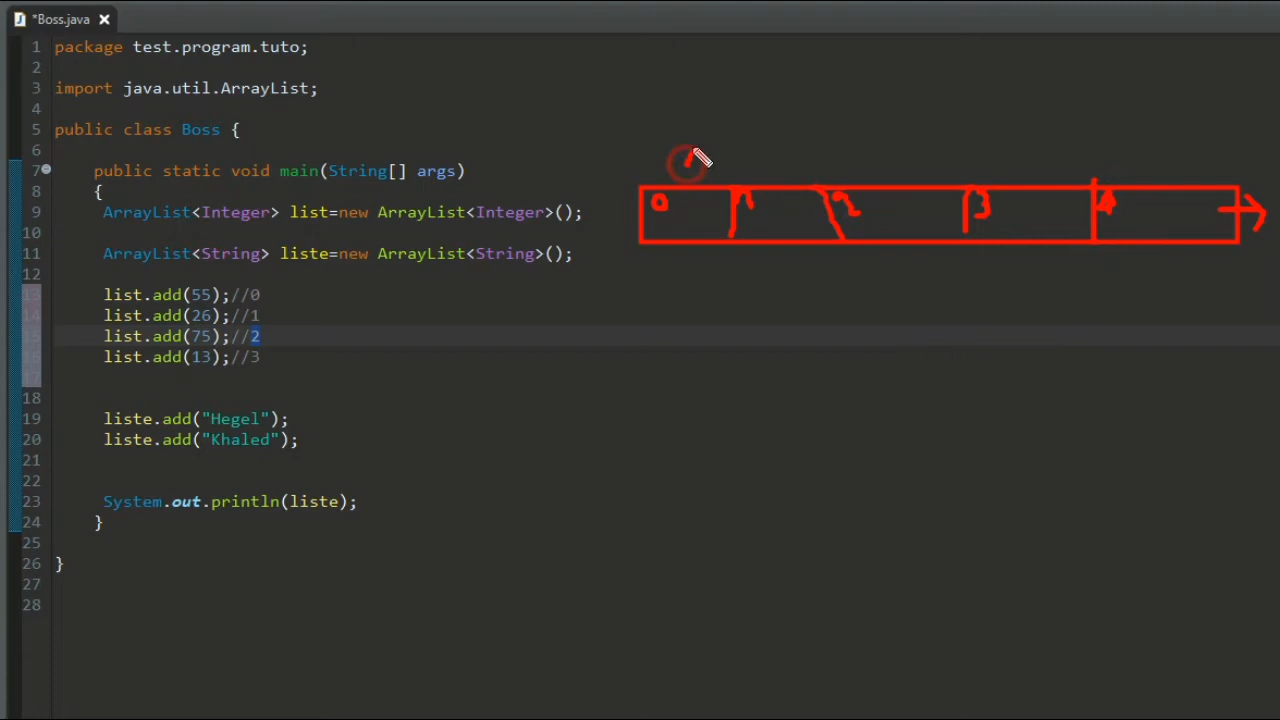 *Boss.java
1 package test.program.tuto;
2
3 import java.util.ArrayList;
4
5 public class Boss {
6
7 public static void main(String[] args)
8 {
9 ArrayList<Integer> list=new ArrayList<Integer>();
10
11 ArrayList<String> liste=new ArrayList<String>();
12
13 list.add(55);//0
14 list.add(26);//1
15 list.add(75);//2
16 list.add(13);//3
17
18
19 liste.add("Hegel");
20 liste.add("Khaled");
21
22
23 System.out.println(liste);
24 }
25
26 }
27
28
0 1 2 3 4